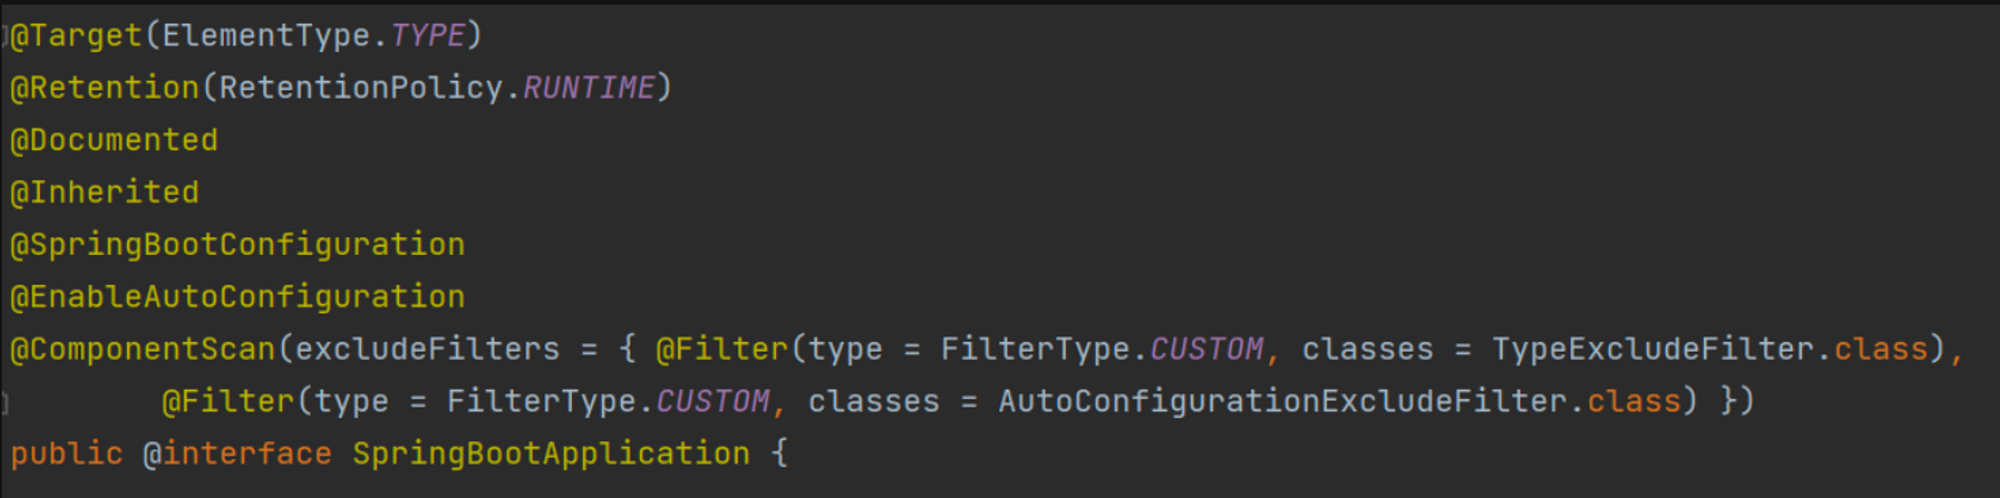 @Target(ElementType.TYPE)
@Retention(RetentionPolicy.RUNTIME)
@Documented
@Inherited
@SpringBootConfiguration
@EnableAutoConfiguration
@ComponentScan(excludeFilters = { @Filter(type = FilterType.CUSTOM, classes = TypeExcludeFilter.class),
        @Filter(type = FilterType.CUSTOM, classes = AutoConfigurationExcludeFilter.class) })
public @interface SpringBootApplication {